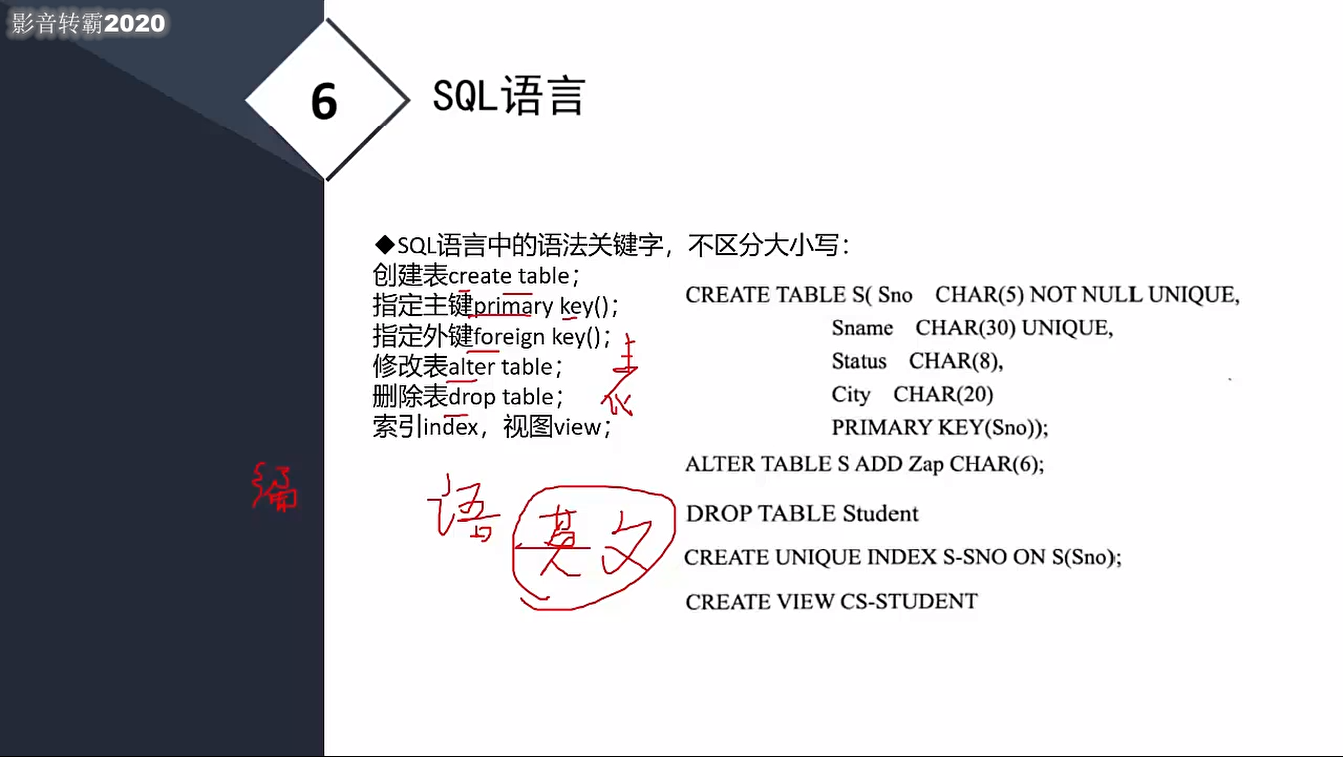 影音转霸2020
6
SQL语言
◆SQL语言中的语法关键字，不区分大小写：
创建表create table；
指定主键primary key()；
指定外键foreign key()；
修改表alter table；
删除表drop table；
索引index，视图view；
CREATE TABLE S( Sno CHAR(5) NOT NULL UNIQUE,
Sname CHAR(30) UNIQUE,
Status CHAR(8),
City CHAR(20)
PRIMARY KEY(Sno));
ALTER TABLE S ADD Zap CHAR(6);
DROP TABLE Student
CREATE UNIQUE INDEX S-SNO ON S(Sno);
CREATE VIEW CS-STUDENT
编
语
英文